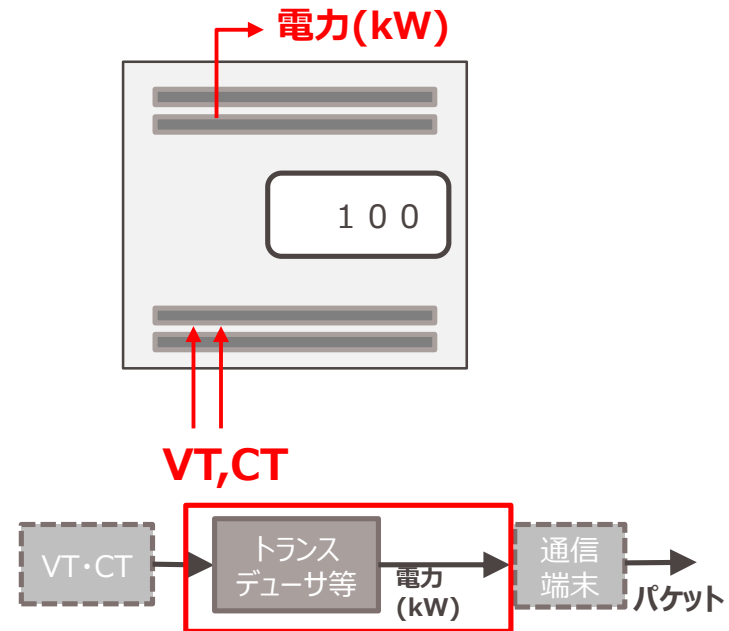 電力(kW)
１００
VT,CT
VT・CT
トランス
デューサ等
電力
(kW)
通信
端末
パケット